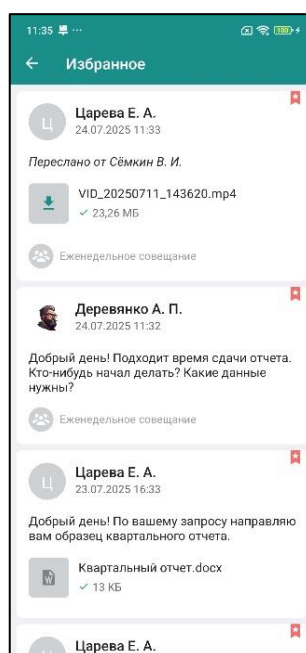 11:35
100
Избранное
Ц
Царева Е. А.
24.07.2025 11:33
Переслано от Сёмкин В. И.
VID_20250711_143620.mp4
23,26 МБ
Еженедельное совещание
Деревянко А. П.
24.07.2025 11:32
Добрый день! Подходит время сдачи отчета.
Кто-нибудь начал делать? Какие данные
нужны?
Еженедельное совещание
Ц
Царева Е. А.
23.07.2025 16:33
Добрый день! По вашему запросу направляю
вам образец квартального отчета.
W
Квартальный отчет.docx
13 КБ
Царева Е. А.